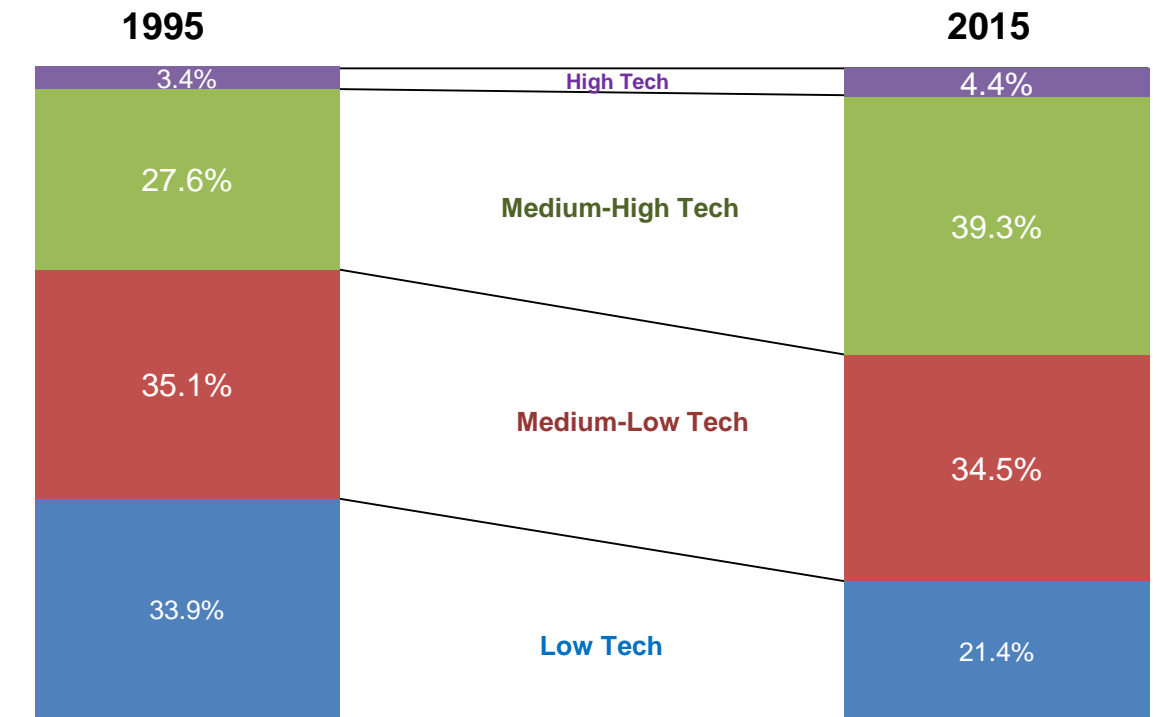 1995
2015
3.4%
High Tech
4.4%
27.6%
Medium-High Tech
39.3%
35.1%
Medium-Low Tech
34.5%
33.9%
Low Tech
21.4%